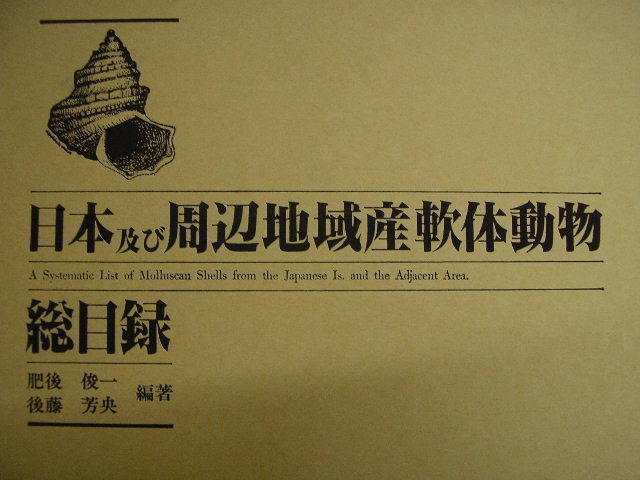 日本及び周辺地域産軟体動物
A Systematic List of Molluscan Shells from the Japanese Is. and the Adjacent Area.
総目録
肥後 俊一
後藤 芳央
編著